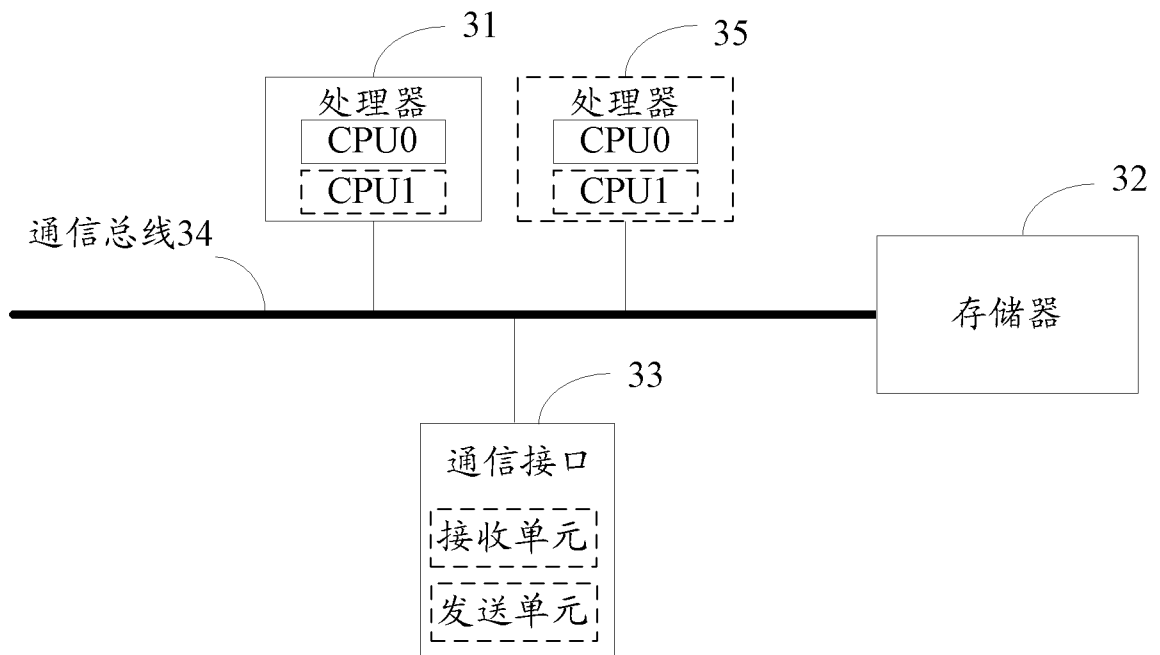 31
35
处理器
CPU0
CPU1
处理器
CPU0
CPU1
32
通信总线34
存储器
33
通信接口
接收单元
发送单元